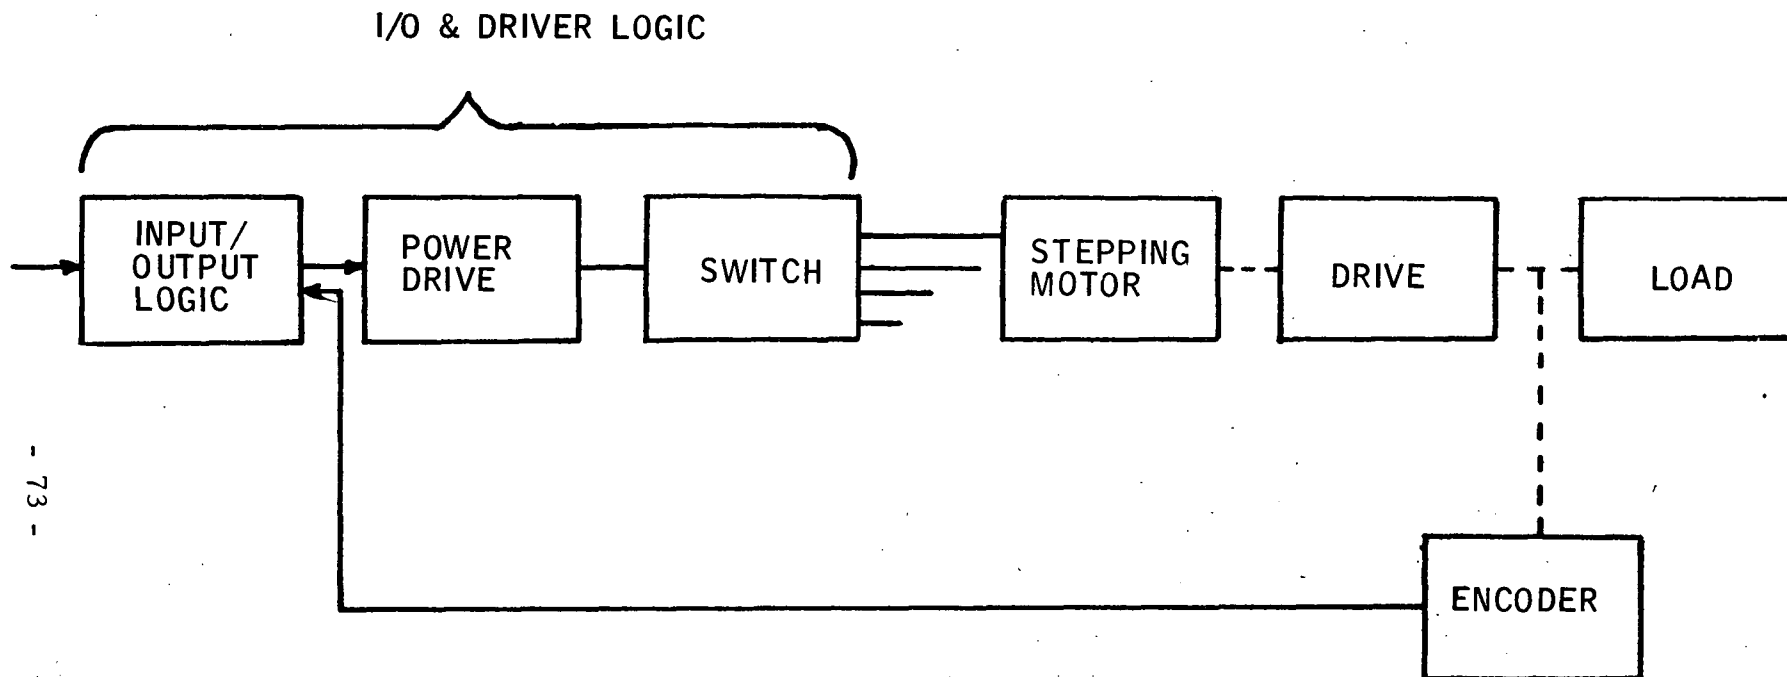 I/O & DRIVER LOGIC
INPUT/
OUTPUT
LOGIC
POWER
DRIVE
SWITCH
STEPPING
MOTOR
DRIVE
LOAD
ENCODER
- 73 -